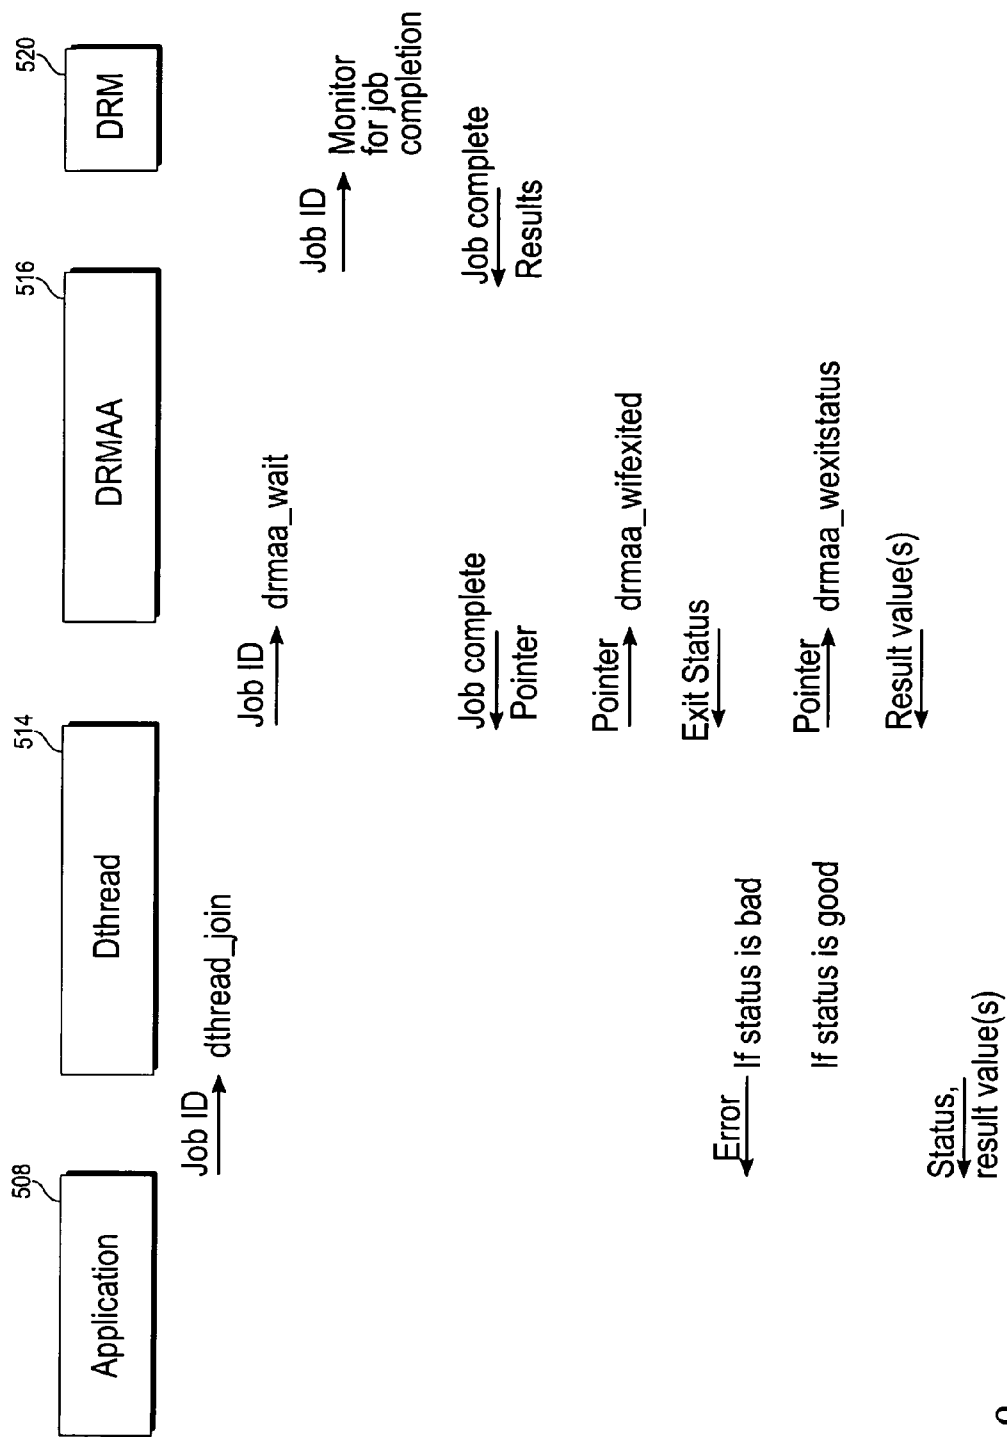 508
514
516
520
Application
Dthread
DRMAA
DRM
Job ID
dthread_join
Job ID
drmaa_wait
Job ID
Monitor
for job
completion
Job complete
Results
Job complete
Pointer
Pointer
drmaa_wifexited
Exit Status
Error
If status is bad
If status is good
Pointer
drmaa_wexitstatus
Result value(s)
Status,
result value(s)